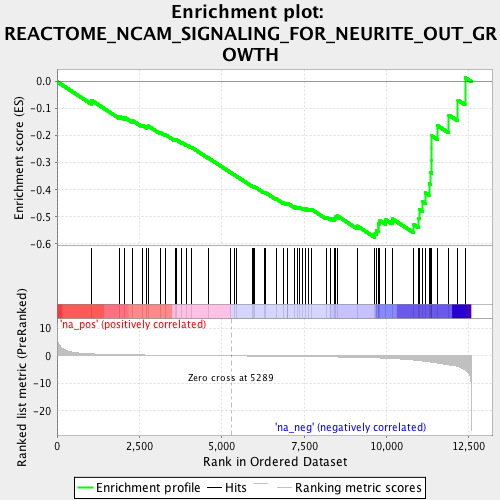 Enrichment plot:
REACTOME_NCAM_SIGNALING_FOR_NEURITE_OUT_GR
OWTH
Enrichment score (ES)
0.0
-0.1
-0.2
-0.3
-0.4
-0.5
-0.6
'na_pos' (positively correlated)
Ranked list metric (PreRanked)
10
5
0
-5
-10
-15
-20
Zero cross at 5289
'na_neg' (negatively correlated)
0
2,500
5,000
7,500
10,000
12,500
Rank in Ordered Dataset
Enrichment profile
Hits
Ranking metric scores